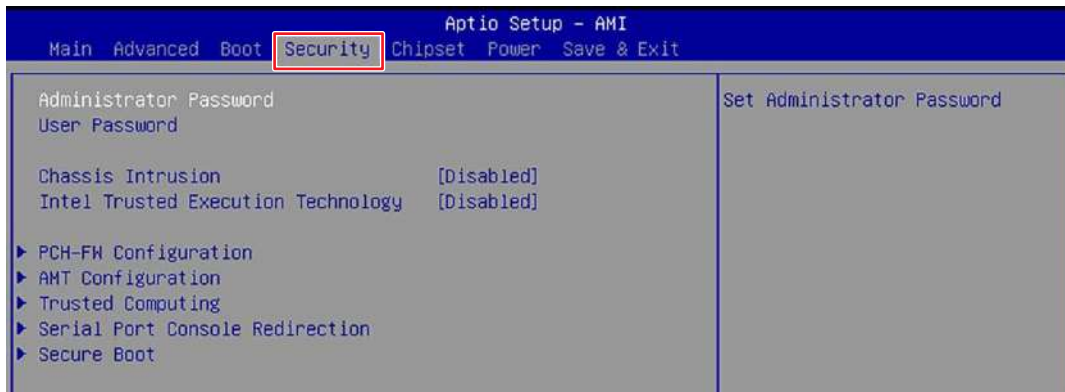 Aptio Setup - AMI
Main Advanced Boot Security Chipset Power Save & Exit
Administrator Password
User Password
Chassis Intrusion [Disabled]
Intel Trusted Execution Technology [Disabled]
PCH-FW Configuration
AMT Configuration
Trusted Computing
Serial Port Console Redirection
Secure Boot
Set Administrator Password